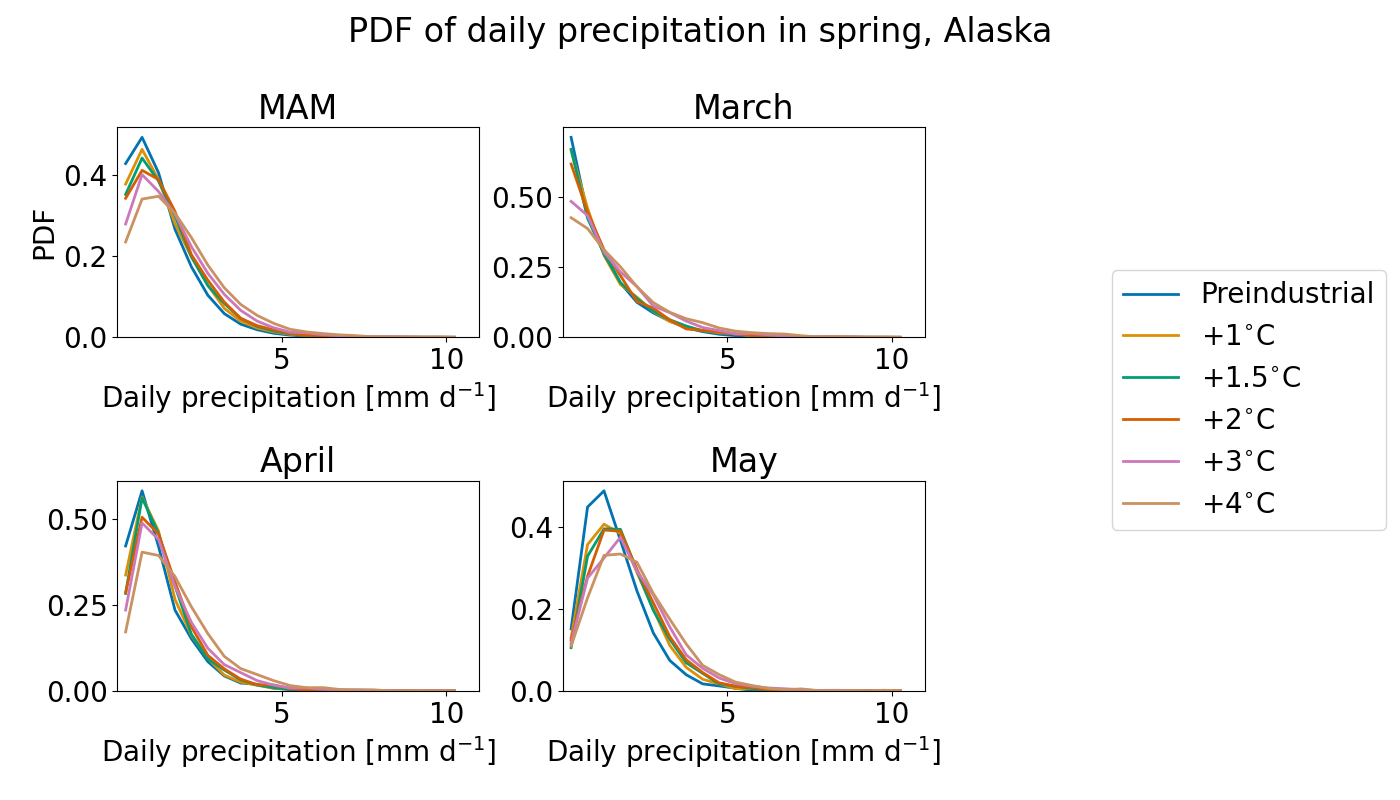 PDF of daily precipitation in spring, Alaska
MAM
PDF
0.4
0.2
0.0
5
10
Daily precipitation [mm d⁻¹]
March
0.50
0.25
0.00
5
10
Daily precipitation [mm d⁻¹]
April
0.50
0.25
0.00
5
10
Daily precipitation [mm d⁻¹]
May
0.4
0.2
0.0
5
10
Daily precipitation [mm d⁻¹]
Preindustrial
+1°C
+1.5°C
+2°C
+3°C
+4°C